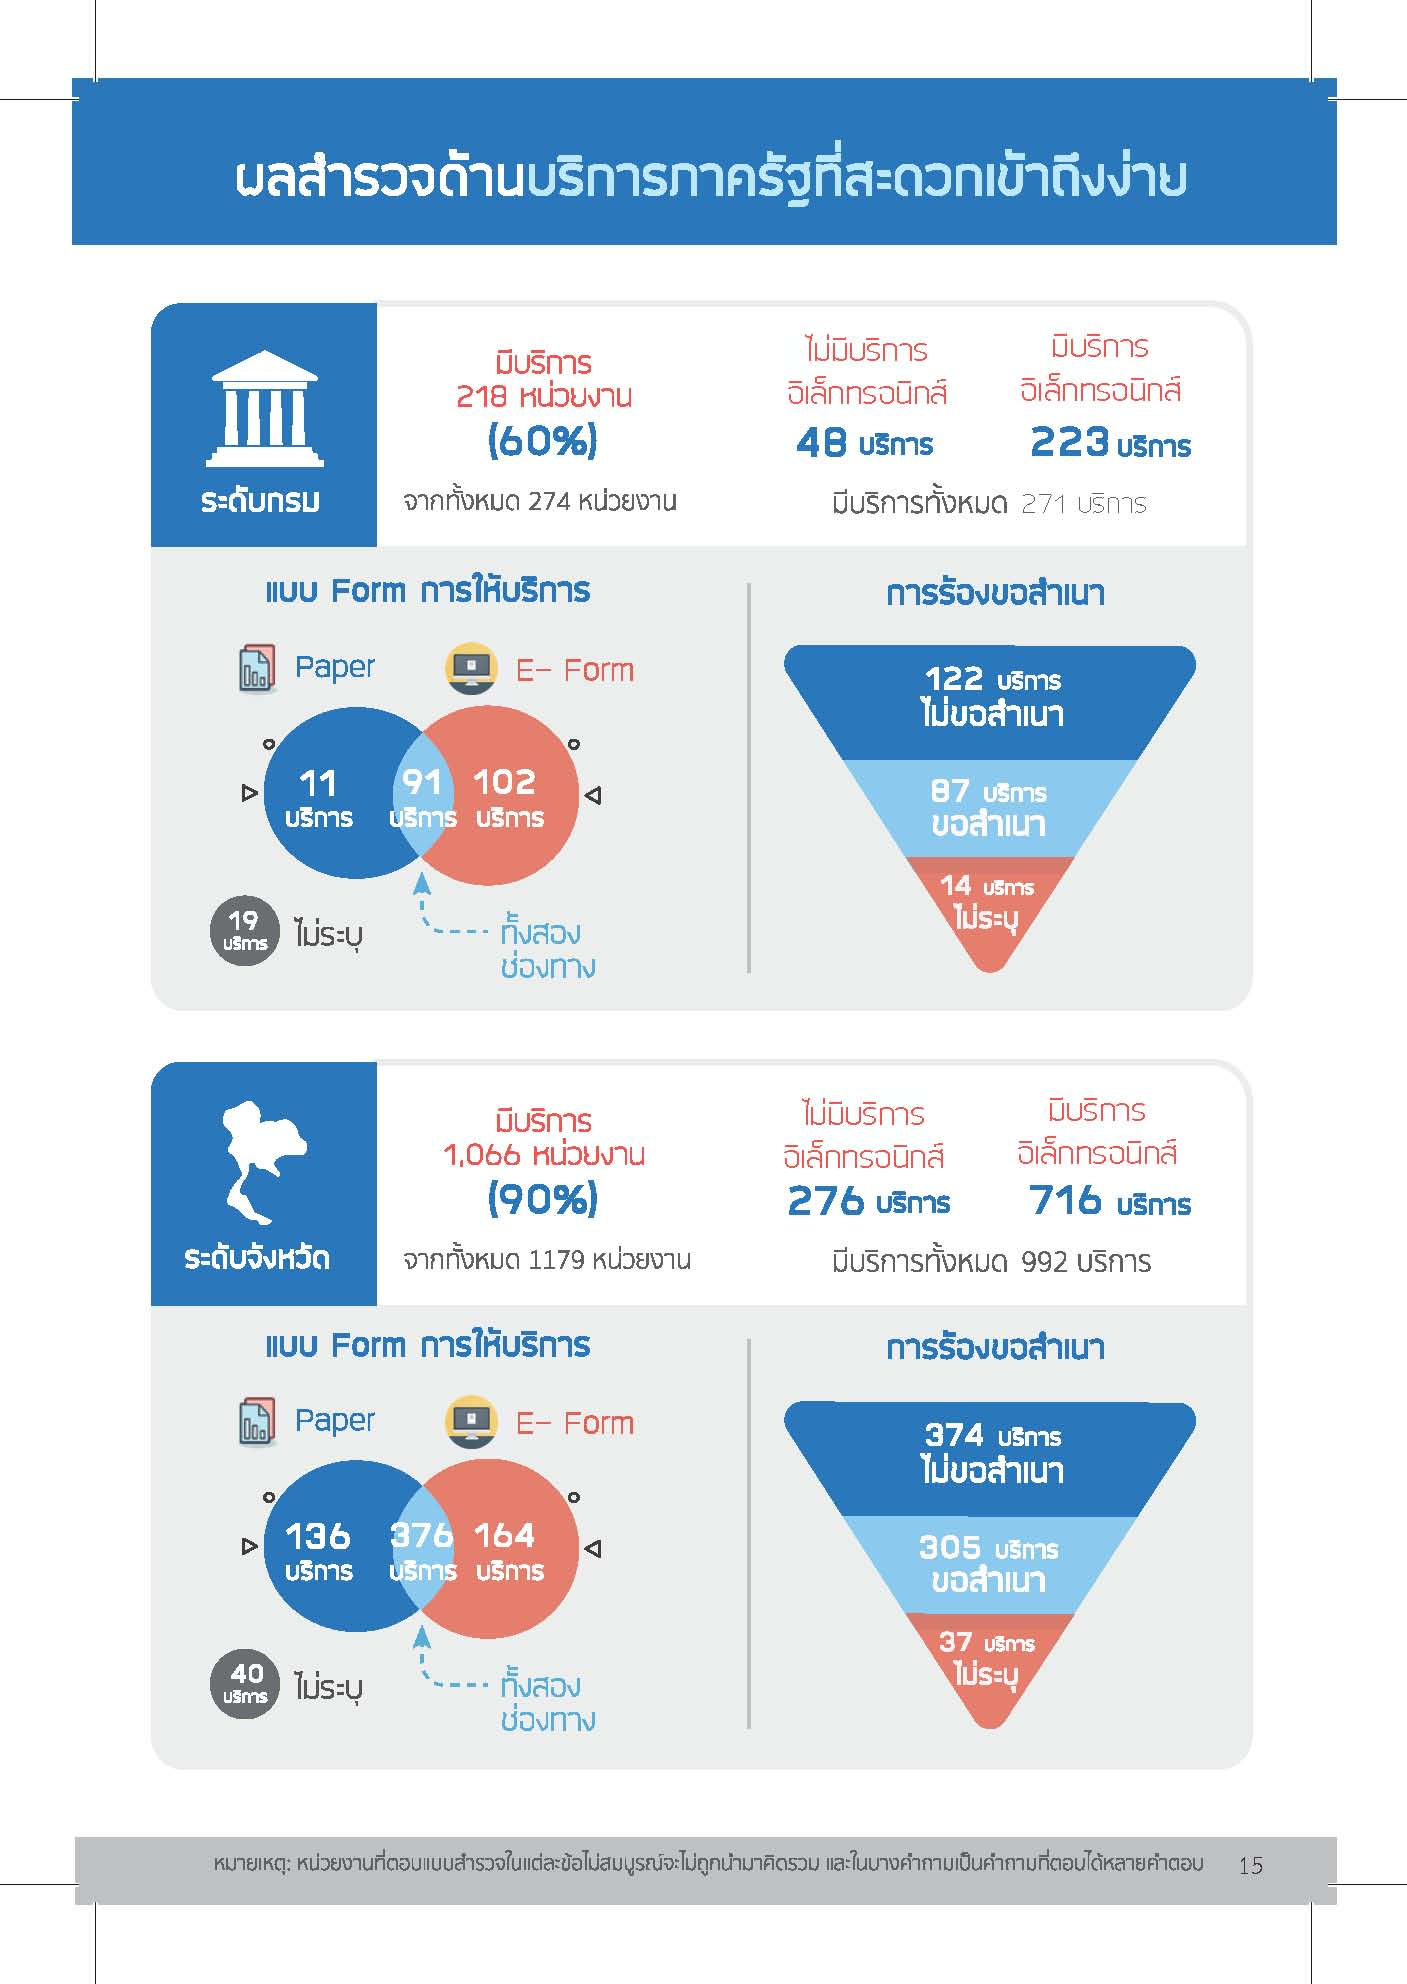 ผลสำรวจด้านบริการภาครัฐที่สะดวกเข้าถึงง่าย
ระดับกรม
มีบริการ
218 หน่วยงาน
(60%)
จากทั้งหมด 274 หน่วยงาน
ไม่มีบริการ
อิเล็กทรอนิกส์
48 บริการ
มีบริการ
อิเล็กทรอนิกส์
223 บริการ
มีบริการทั้งหมด 271 บริการ
แบบ Form การให้บริการ
Paper
E- Form
11
บริการ
91
บริการ
102
บริการ
19
บริการ
ไม่ระบุ
ทั้งสอง
ช่องทาง
การร้องขอสำเนา
122 บริการ
ไม่ขอสำเนา
87 บริการ
ขอสำเนา
14 บริการ
ไม่ระบุ
ระดับจังหวัด
มีบริการ
1,066 หน่วยงาน
(90%)
จากทั้งหมด 1179 หน่วยงาน
ไม่มีบริการ
อิเล็กทรอนิกส์
276 บริการ
มีบริการ
อิเล็กทรอนิกส์
716 บริการ
มีบริการทั้งหมด 992 บริการ
แบบ Form การให้บริการ
Paper
E- Form
136
บริการ
376
บริการ
164
บริการ
40
บริการ
ไม่ระบุ
ทั้งสอง
ช่องทาง
การร้องขอสำเนา
374 บริการ
ไม่ขอสำเนา
305 บริการ
ขอสำเนา
37 บริการ
ไม่ระบุ
หมายเหตุ: หน่วยงานที่ตอบแบบสำรวจในแต่ละข้อไม่สมบูรณ์จะไม่ถูกนำมาคิดรวม และในบางคำถามเป็นคำถามที่ตอบได้หลายคำตอบ
15